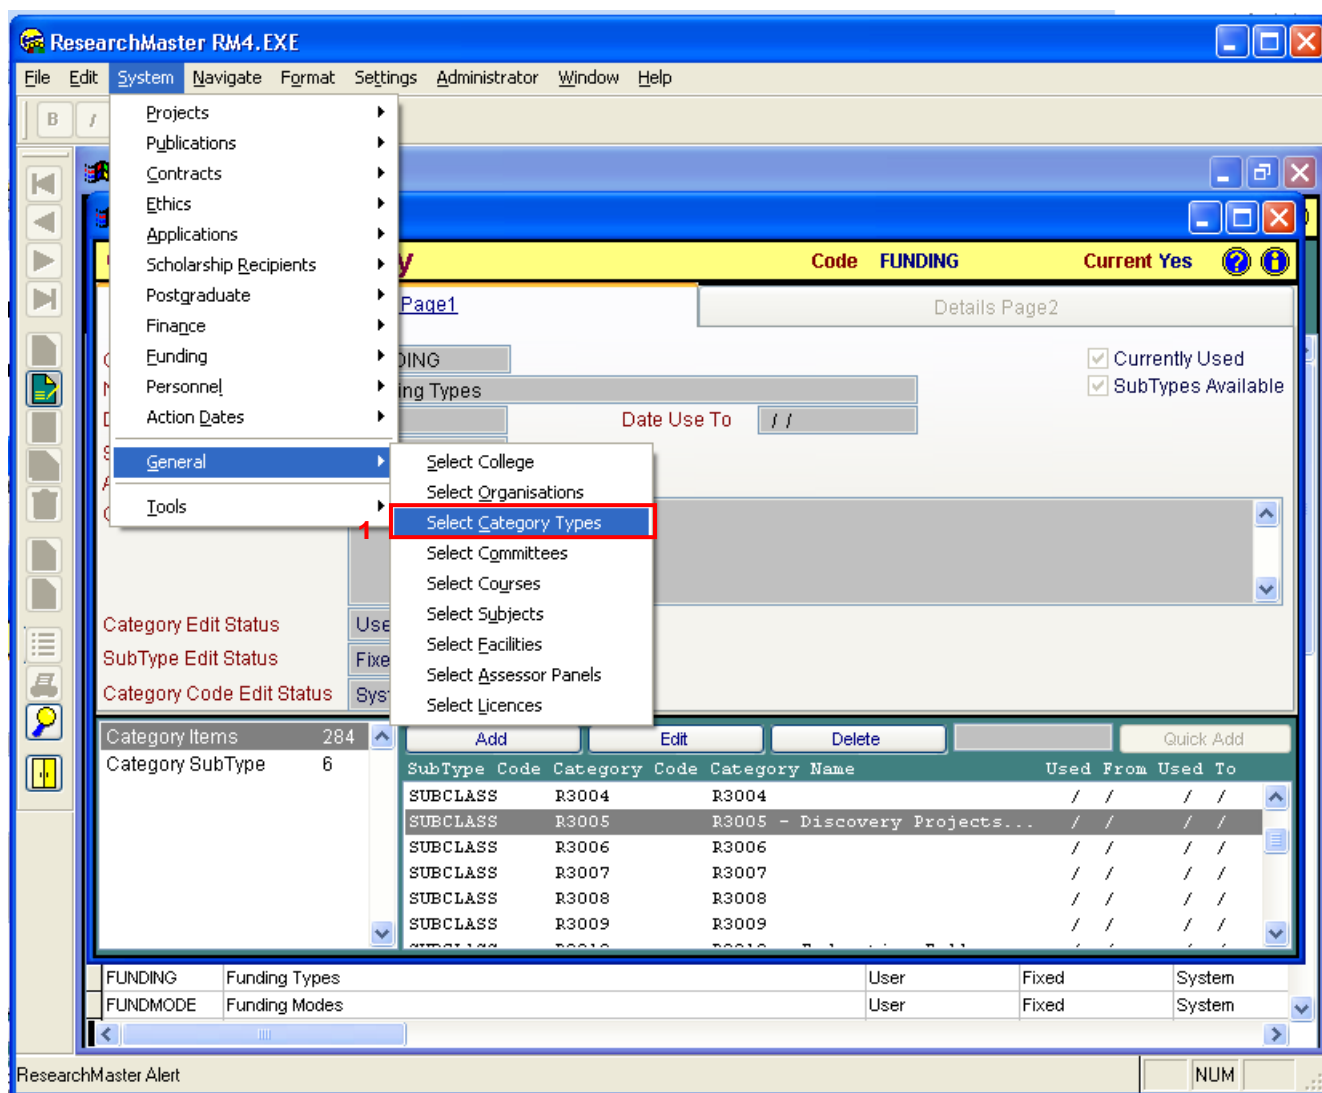 ResearchMaster RM4.EXE
File Edit System Navigate Format Settings Administrator Window Help
B I
Projects
Publications
Contracts
Ethics
Applications
Scholarship Recipients
Postgraduate
Finance
Funding
Personnel
Action Dates
General
Tools
y Code FUNDING Current Yes
Page1 Details Page2
DING Currently Used
ing Types SubTypes Available
Date Use To / /
1
Select College
Select Organisations
Select Category Types
Select Committees
Select Courses
Select Subjects
Select Facilities
Select Assessor Panels
Select Licences
Category Edit Status Use
SubType Edit Status Fixe
Category Code Edit Status Sys
Category Items 284
Category SubType 6
Add Edit Delete Quick Add
SubType Code Category Code Category Name Used From Used To
SUBCLASS R3004 R3004 / / / /
SUBCLASS R3005 R3005 - Discovery Projects... / / / /
SUBCLASS R3006 R3006 / / / /
SUBCLASS R3007 R3007 / / / /
SUBCLASS R3008 R3008 / / / /
SUBCLASS R3009 R3009 / / / /
FUNDING Funding Types User Fixed System
FUNDMODE Funding Modes User Fixed System
ResearchMaster Alert NUM